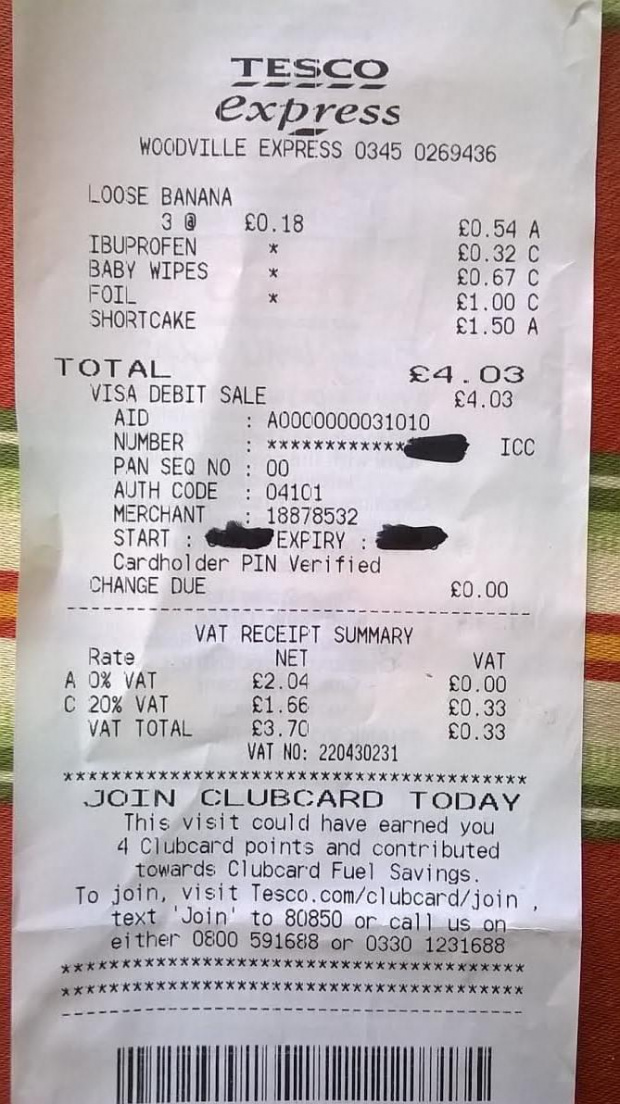 TESCO
express
WOODVILLE EXPRESS 0345 0269436
LOOSE BANANA
3 @ £0.18 £0.54 A
IBUPROFEN * £0.32 C
BABY WIPES * £0.67 C
FOIL * £1.00 C
SHORTCAKE £1.50 A
TOTAL £4.03
VISA DEBIT SALE £4.03
AID : A0000000031010
NUMBER : ************ ICC
PAN SEQ NO : 00
AUTH CODE : 04101
MERCHANT : 18878532
START : EXPIRY :
Cardholder PIN Verified
CHANGE DUE £0.00
VAT RECEIPT SUMMARY
Rate NET VAT
A 0% VAT £2.04 £0.00
C 20% VAT £1.66 £0.33
VAT TOTAL £3.70 £0.33
VAT NO: 220430231
****************************************
JOIN CLUBCARD TODAY
This visit could have earned you
4 Clubcard points and contributed
towards Clubcard Fuel Savings.
To join, visit Tesco.com/clubcard/join ,
text 'Join' to 80850 or call us on
either 0800 591688 or 0330 1231688
****************************************
****************************************